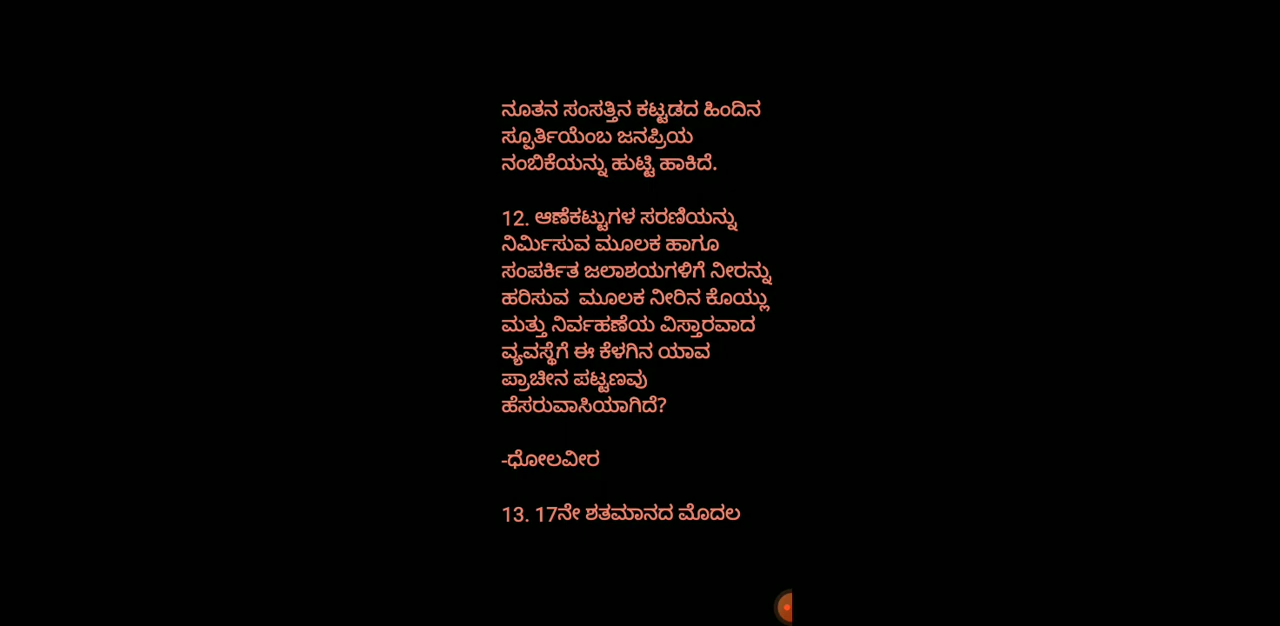 ನೂತನ ಸಂಸತ್ತಿನ ಕಟ್ಟಡದ ಹಿಂದಿನ
ಸ್ಪೂರ್ತಿಯೆಂಬ ಜನಪ್ರಿಯ
ನಂಬಿಕೆಯನ್ನು ಹುಟ್ಟಿ ಹಾಕಿದೆ.
12. ಆಣೆಕಟ್ಟುಗಳ ಸರಣಿಯನ್ನು
ನಿರ್ಮಿಸುವ ಮೂಲಕ ಹಾಗೂ
ಸಂಪರ್ಕಿತ ಜಲಾಶಯಗಳಿಗೆ ನೀರನ್ನು
ಹರಿಸುವ ಮೂಲಕ ನೀರಿನ ಕೊಯ್ಲು
ಮತ್ತು ನಿರ್ವಹಣೆಯ ವಿಸ್ತಾರವಾದ
ವ್ಯವಸ್ಥೆಗೆ ಈ ಕೆಳಗಿನ ಯಾವ
ಪ್ರಾಚೀನ ಪಟ್ಟಣವು
ಹೆಸರುವಾಸಿಯಾಗಿದೆ?
-ಧೋಲವೀರ
13. 17ನೇ ಶತಮಾನದ ಮೊದಲ